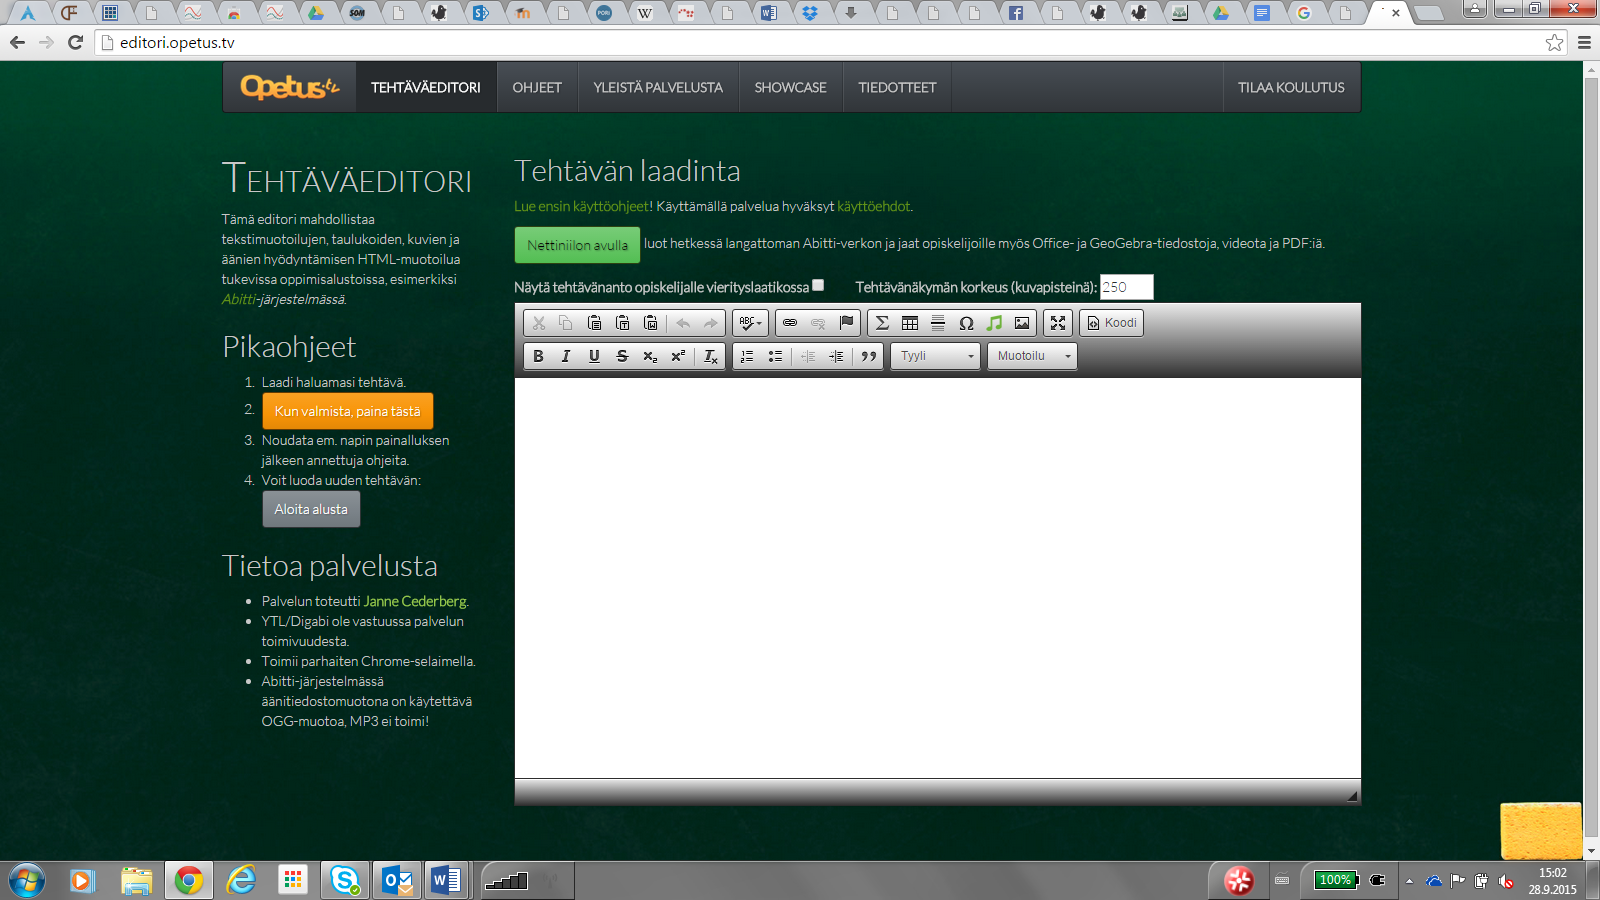 editori.opetus.tv
Opetus.tv
TEHTÄVÄEDITORI
OHJEET
YLEISTÄ PALVELUSTA
SHOWCASE
TIEDOTTEET
TILAA KOULUTUS
TEHTÄVÄEDITORI
Tämä editori mahdollistaa
tekstimuotoilujen, taulukoiden, kuvien ja
äänien hyödyntämisen HTML-muotoilua
tukevissa oppimisalustoissa, esimerkiksi
Abitti-järjestelmässä.
Pikaohjeet
1. Laadi haluamasi tehtävä.
2. Kun valmista, paina tästä
3. Noudata em. napin painalluksen
jälkeen annettuja ohjeita.
4. Voit luoda uuden tehtävän:
Aloita alusta
Tietoa palvelusta
Palvelun toteutti Janne Cederberg.
YTL/Digabi ole vastuussa palvelun
toimivuudesta.
Toimii parhaiten Chrome-selaimella.
Abitti-järjestelmässä
äänitiedostomuotona on käytettävä
OGG-muotoa, MP3 ei toimi!
Tehtävän laadinta
Lue ensin käyttöohjeet! Käyttämällä palvelua hyväksyt käyttöehdot.
Nettiniilon avulla luot hetkessä langattoman Abitti-verkon ja jaat opiskelijoille myös Office- ja GeoGebra-tiedostoja, videota ja PDF:iä.
Näytä tehtävänanto opiskelijalle vierityslaatikossa
Tehtävänäkymän korkeus (kuvapisteinä): 250
ABC
Σ
Ω
Koodi
B I U S x₂ x² Tx
Tyyli
Muotoilu
100%
15:02
28.9.2015